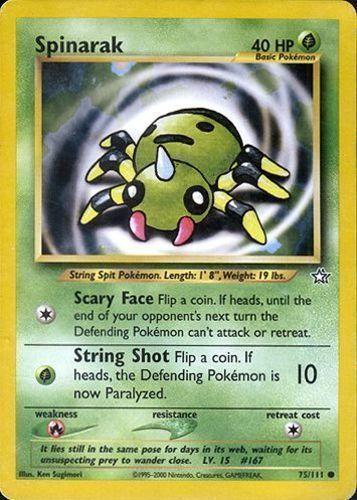 Spinarak
40 HP
Basic Pokémon
String Spit Pokémon. Length: 1' 8", Weight: 19 lbs.
Scary Face Flip a coin. If heads, until the
end of your opponent's next turn the
Defending Pokémon can't attack or retreat.
String Shot Flip a coin. If
heads, the Defending Pokémon is
now Paralyzed.
10
weakness
resistance
retreat cost
It lies still in the same pose for days in its web, waiting for its
unsuspecting prey to wander close. LV. 15 #167
Illus. Ken Sugimori
©1995-2000 Nintendo, Creatures, GAMEFREAK.
75/111